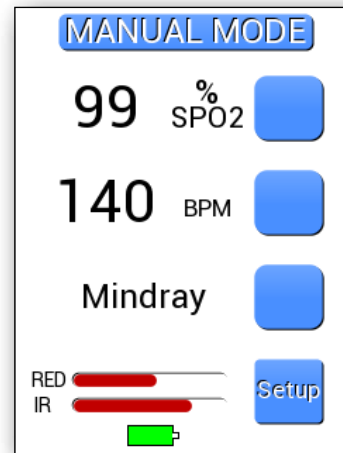 MANUAL MODE
99 % SPO2
140 BPM
Mindray
RED
IR
Setup